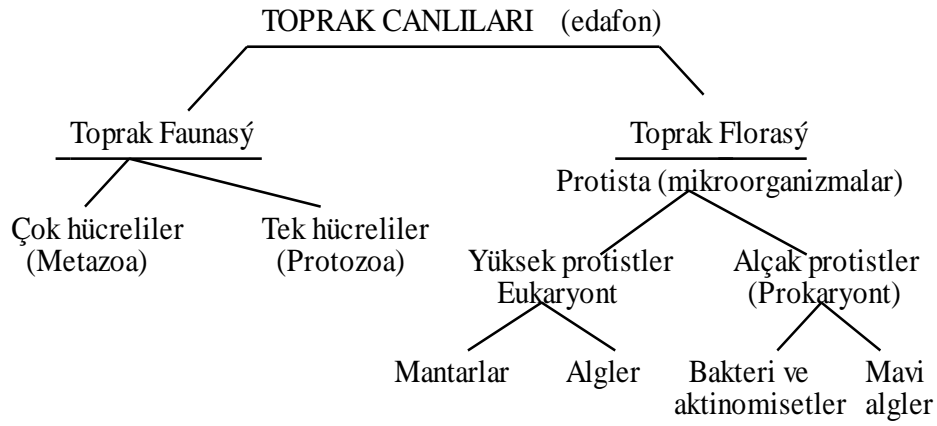 TOPRAK CANLILARI (edafon)
Toprak Faunasý
Toprak Florasý
Protista (mikroorganizmalar)
Çok hücreliler
(Metazoa)
Tek hücreliler
(Protozoa)
Yüksek protistler
Eukaryont
Alçak protistler
(Prokaryont)
Mantarlar
Algler
Bakteri ve
aktinomisetler
Mavi
algler